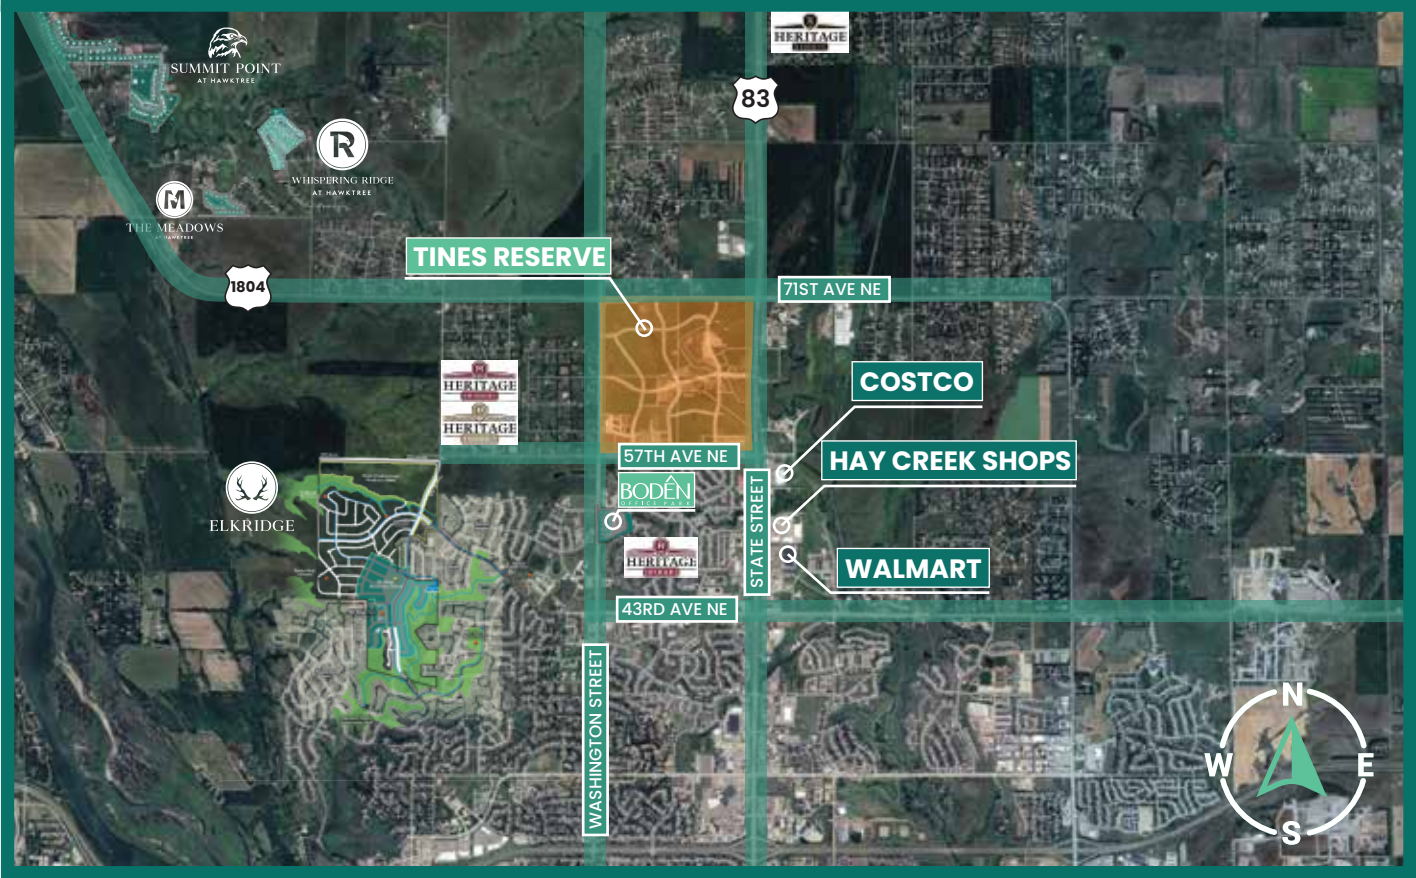 HERITAGE
SUMMIT POINT
AT HAWKTREE
83
R
WHISPERING RIDGE
AT HAWKTREE
M
THE MEADOWS
AT HAWKTREE
TINES RESERVE
1804
71ST AVE NE
HERITAGE
HERITAGE
COSTCO
57TH AVE NE
HAY CREEK SHOPS
BODĒN
OFFICE PARK
ELKRIDGE
STATE STREET
HERITAGE
WALMART
43RD AVE NE
WASHINGTON STREET
N
W
E
S